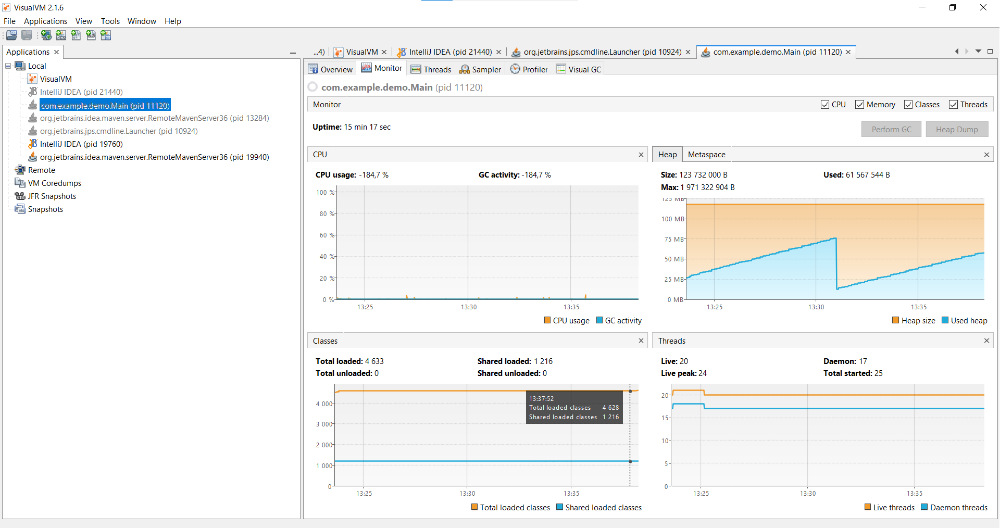 VisualVM 2.1.6
File Applications View Tools Window Help
Applications
Local
VisualVM
IntelliJ IDEA (pid 21440)
com.example.demo.Main (pid 11120)
org.jetbrains.idea.maven.server.RemoteMavenServer36 (pid 13284)
org.jetbrains.jps.cmdline.Launcher (pid 10924)
IntelliJ IDEA (pid 19760)
org.jetbrains.idea.maven.server.RemoteMavenServer36 (pid 19940)
Remote
VM Coredumps
JFR Snapshots
Snapshots
...4) VisualVM IntelliJ IDEA (pid 21440) org.jetbrains.jps.cmdline.Launcher (pid 10924) com.example.demo.Main (pid 11120)
Overview Monitor Threads Sampler Profiler Visual GC
com.example.demo.Main (pid 11120)
Monitor CPU Memory Classes Threads
Uptime: 15 min 17 sec
Perform GC Heap Dump
CPU
CPU usage: -184,7 % GC activity: -184,7 %
100 %
80 %
60 %
40 %
20 %
0 %
13:25 13:30 13:35
CPU usage GC activity
Heap Metaspace
Size: 123 732 000 B Used: 61 567 544 B
Max: 1 971 322 904 B
125 MB
100 MB
75 MB
50 MB
25 MB
0 MB
13:25 13:30 13:35
Heap size Used heap
Classes
Total loaded: 4 633 Shared loaded: 1 216
Total unloaded: 0 Shared unloaded: 0
4 000
3 000
2 000
1 000
0
13:37:52
Total loaded classes 4 628
Shared loaded classes 1 216
13:25 13:30 13:35
Total loaded classes Shared loaded classes
Threads
Live: 20 Daemon: 17
Live peak: 24 Total started: 25
20
15
10
5
0
13:25 13:30 13:35
Live threads Daemon threads